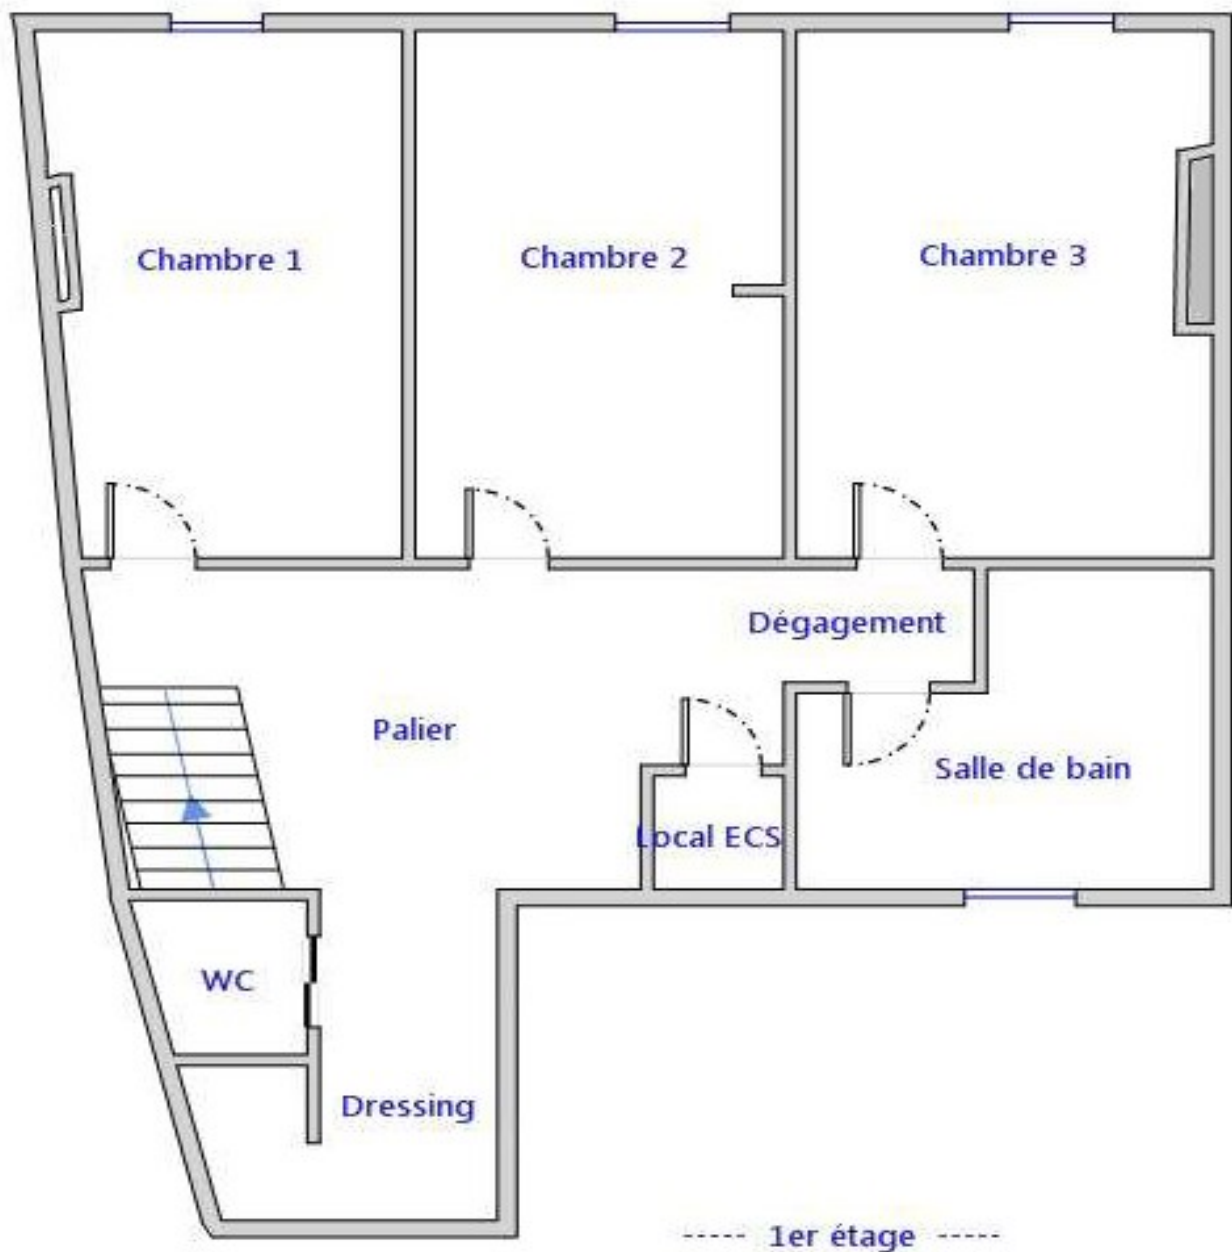 Chambre 1
Chambre 2
Chambre 3
Dégagement
Palier
Salle de bain
Local ECS
WC
Dressing
----- 1er étage -----